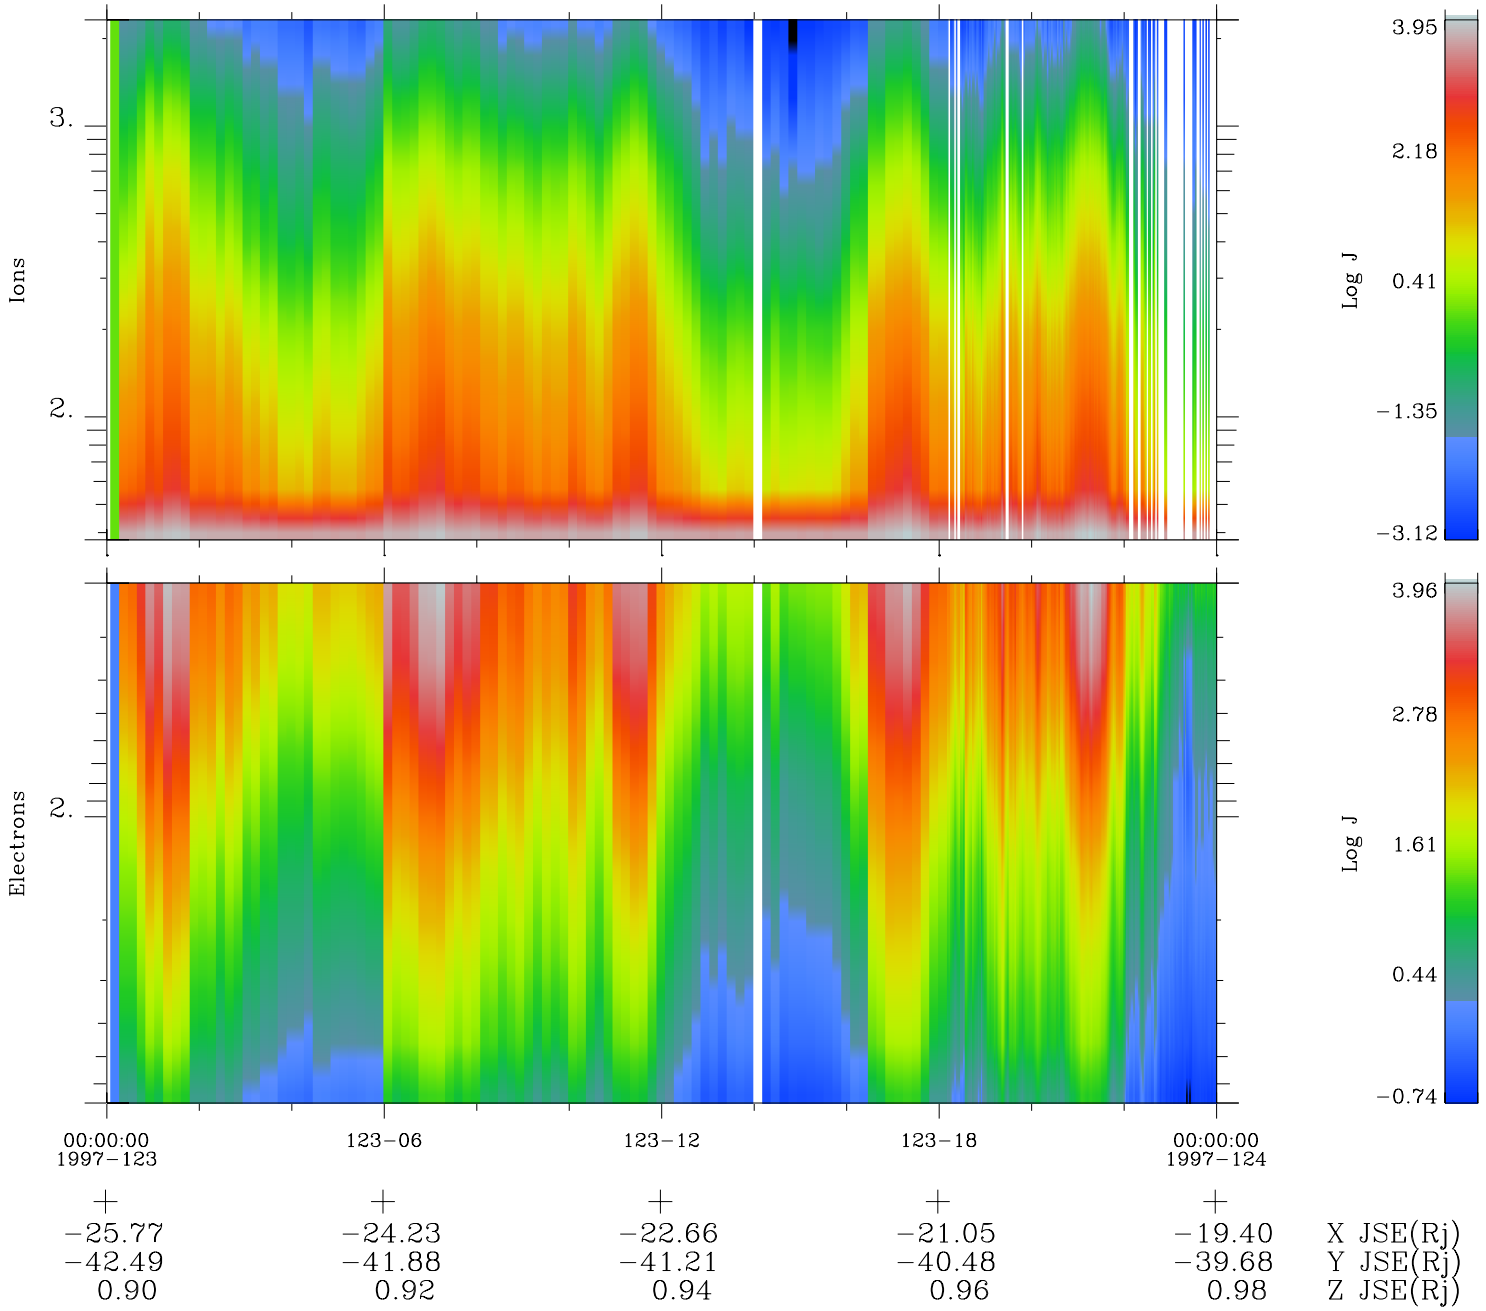 3.
2.
Ions
3.95
2.18
0.41
-1.35
-3.12
Log J
2.
Electrons
3.96
2.78
1.61
0.44
-0.74
Log J
00:00:00 123-06 123-12 123-18 00:00:00
1997-123 1997-124
-25.77 -24.23 -22.66 -21.05 -19.40 X JSE(Rj)
-42.49 -41.88 -41.21 -40.48 -39.68 Y JSE(Rj)
0.90 0.92 0.94 0.96 0.98 Z JSE(Rj)